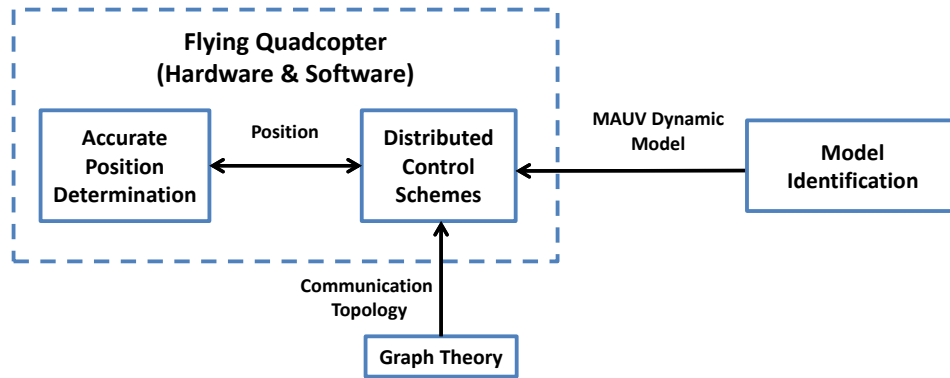 Flying Quadcopter
(Hardware & Software)
Accurate
Position
Determination
Position
Distributed
Control
Schemes
MAUV Dynamic
Model
Model
Identification
Communication
Topology
Graph Theory